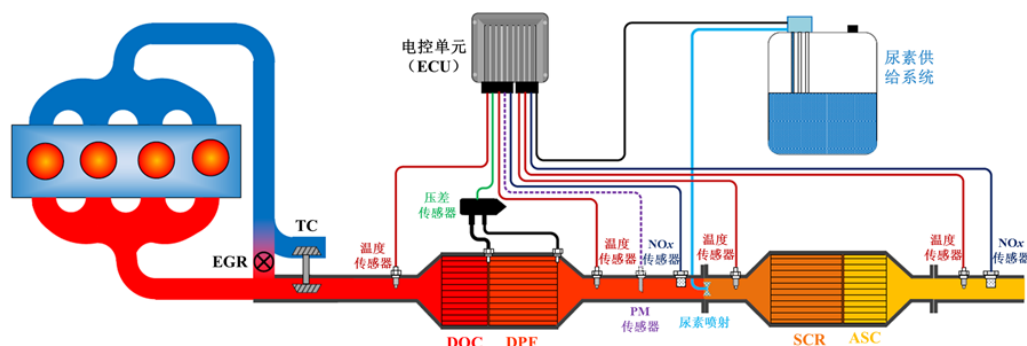 电控单元
（ECU）
尿素供
给系统
压差
传感器
TC
EGR
温度
传感器
温度
传感器
NOx
传感器
温度
传感器
温度
传感器
NOx
传感器
PM
传感器
尿素喷射
DOC
DPF
SCR
ASC